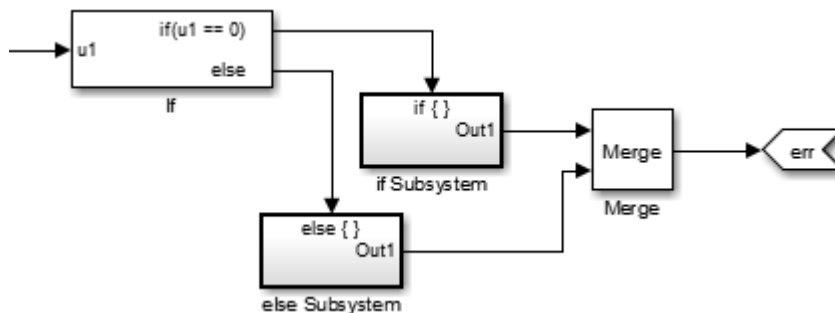 if(u1 == 0)
u1
else
If
if { }
Out1
if Subsystem
Merge
Merge
err
else { }
Out1
else Subsystem